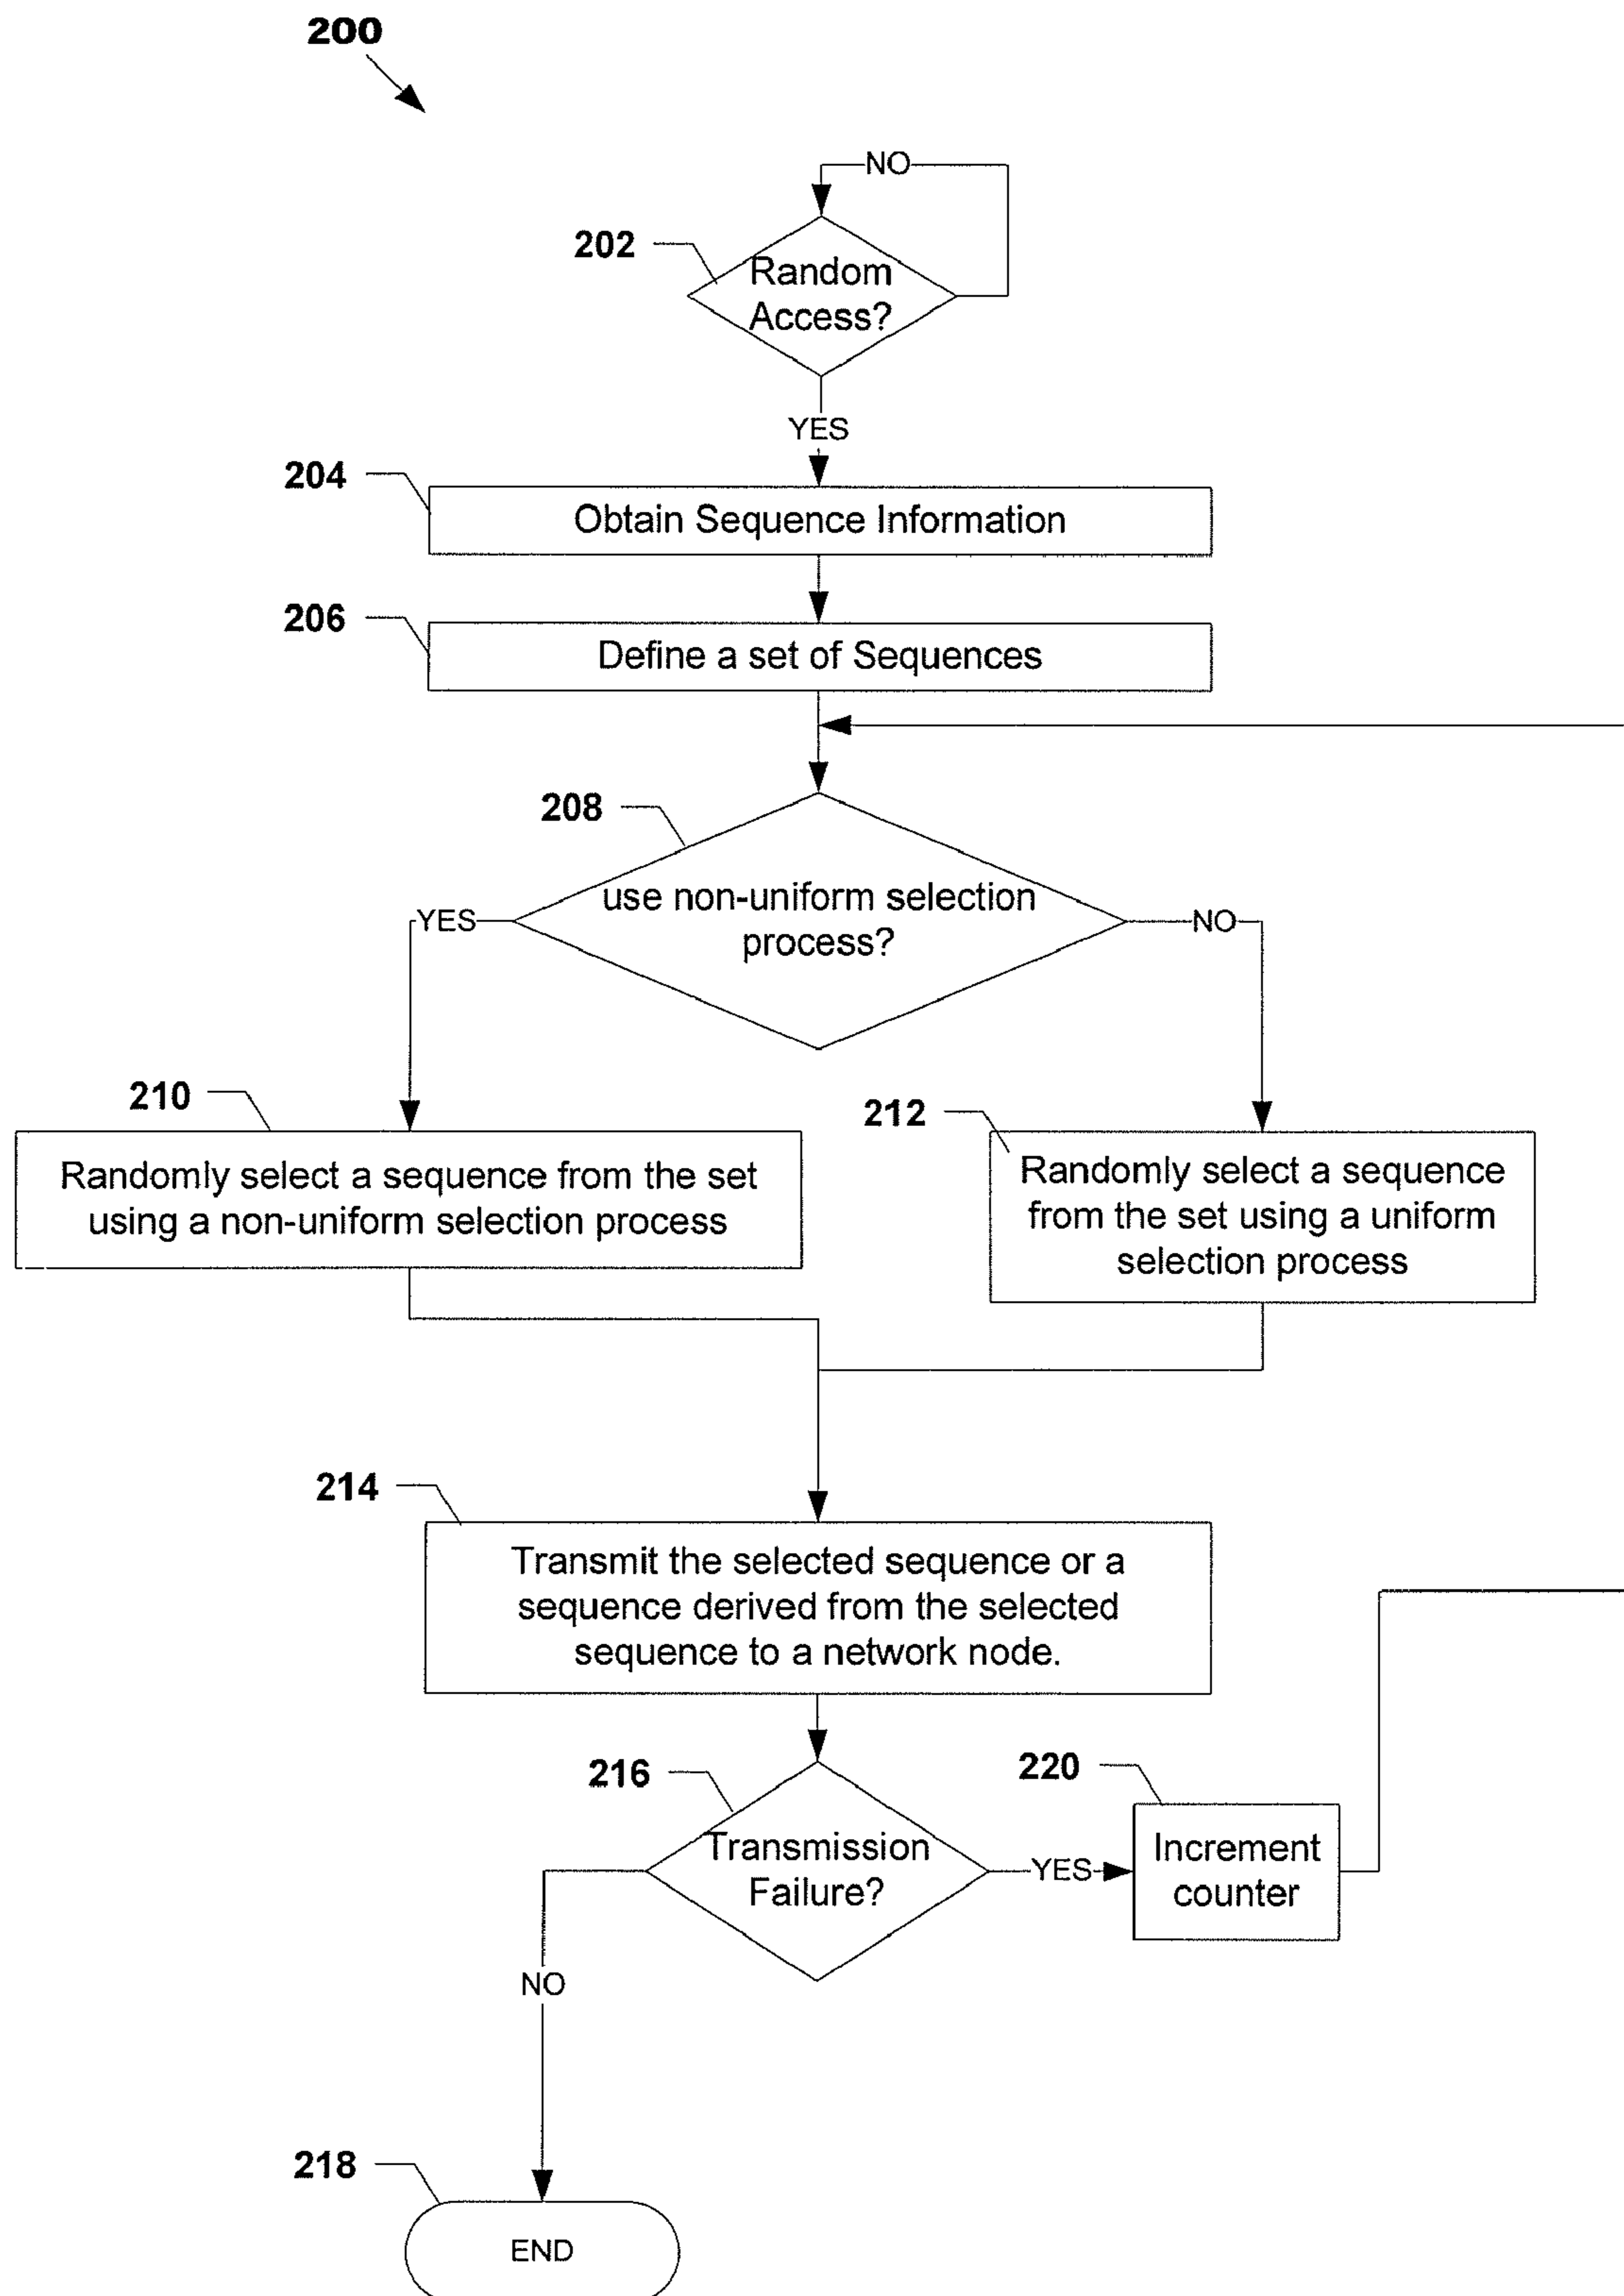 200
NO
202
Random
Access?
YES
204
Obtain Sequence Information
206
Define a set of Sequences
208
use non-uniform selection
process?
YES
NO
210
Randomly select a sequence from the set
using a non-uniform selection process
212
Randomly select a sequence
from the set using a uniform
selection process
214
Transmit the selected sequence or a
sequence derived from the selected
sequence to a network node.
216
Transmission
Failure?
YES
220
Increment
counter
NO
218
END